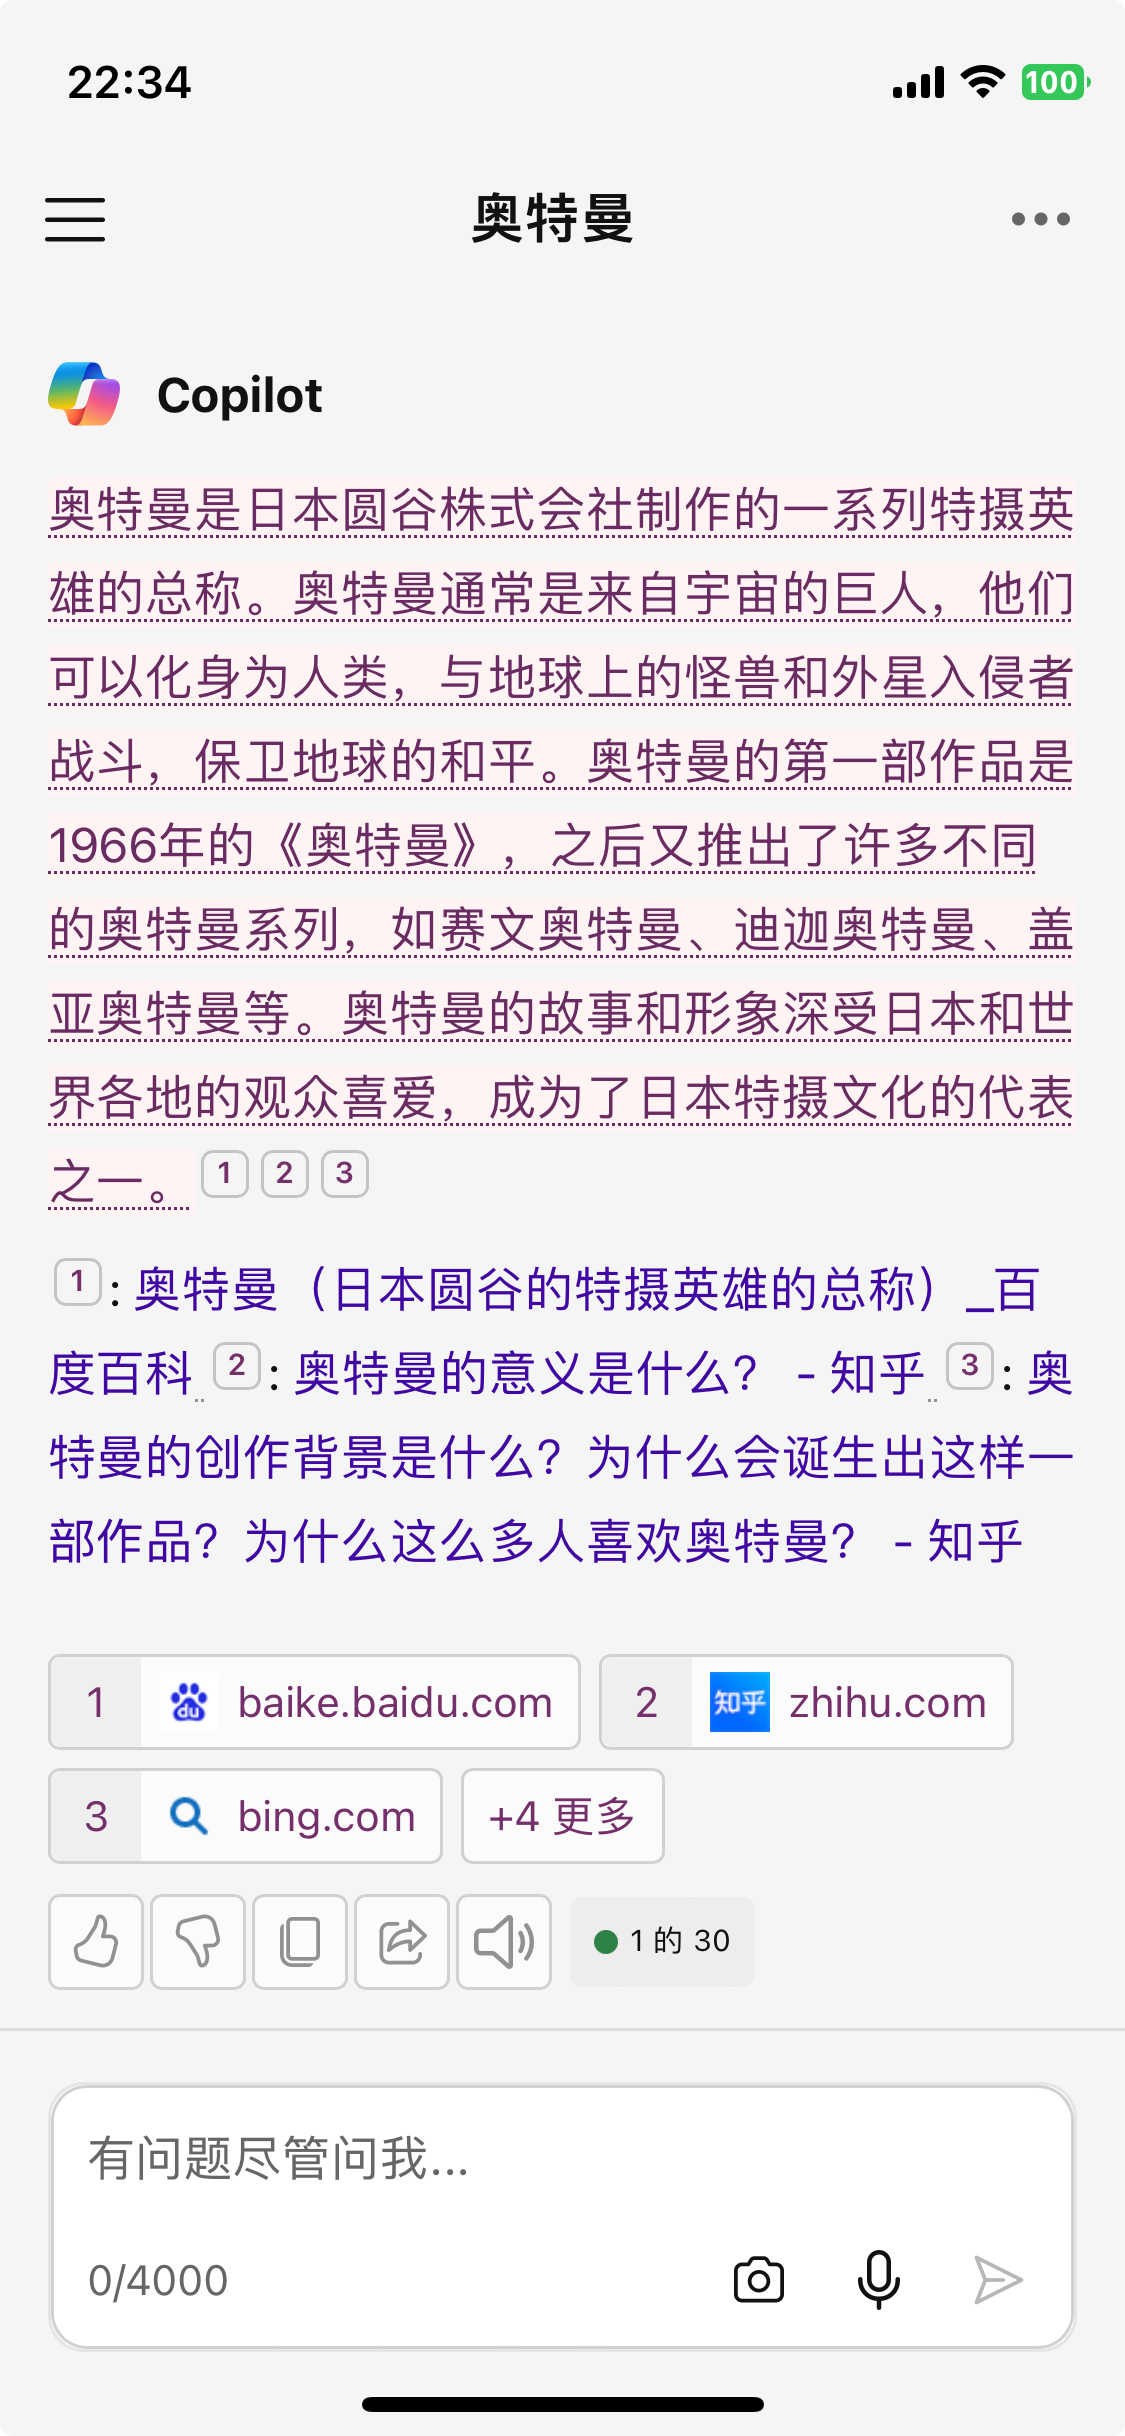 22:34
100
奥特曼
Copilot
奥特曼是日本圆谷株式会社制作的一系列特摄英
雄的总称。奥特曼通常是来自宇宙的巨人，他们
可以化身为人类，与地球上的怪兽和外星入侵者
战斗，保卫地球的和平。奥特曼的第一部作品是
1966年的《奥特曼》，之后又推出了许多不同
的奥特曼系列，如赛文奥特曼、迪迦奥特曼、盖
亚奥特曼等。奥特曼的故事和形象深受日本和世
界各地的观众喜爱，成为了日本特摄文化的代表
之一。 1 2 3
1 : 奥特曼（日本圆谷的特摄英雄的总称）_百
度百科 2 : 奥特曼的意义是什么？ - 知乎 3 : 奥
特曼的创作背景是什么？为什么会诞生出这样一
部作品？为什么这么多人喜欢奥特曼？ - 知乎
1 du baike.baidu.com 2 知乎 zhihu.com
3 bing.com +4 更多
1 的 30
有问题尽管问我...
0/4000